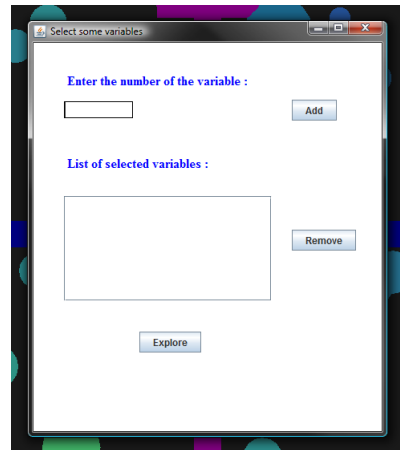 Select some variables
Enter the number of the variable :
Add
List of selected variables :
Remove
Explore